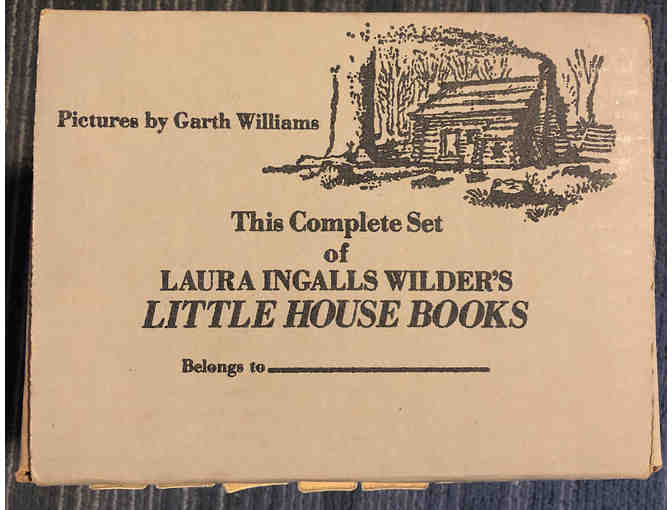 Pictures by Garth Williams
This Complete Set
of
LAURA INGALLS WILDER'S
LITTLE HOUSE BOOKS
Belongs to